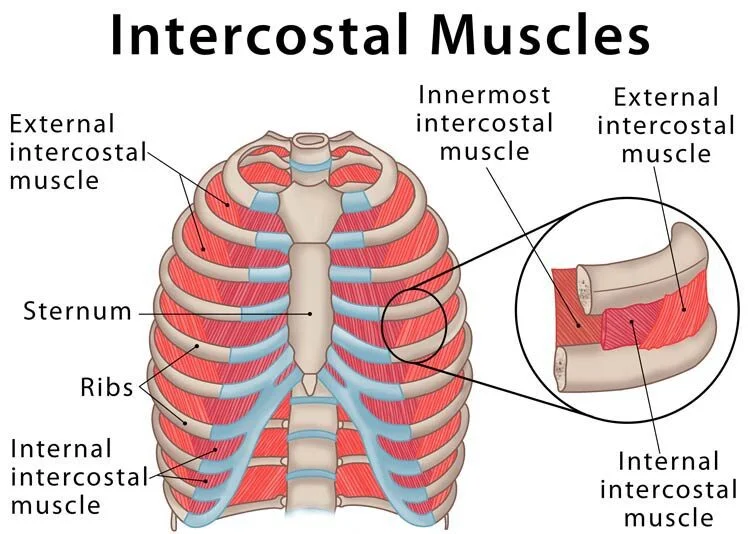 Intercostal Muscles
External
intercostal
muscle
Sternum
Ribs
Internal
intercostal
muscle
Innermost
intercostal
muscle
External
intercostal
muscle
Internal
intercostal
muscle